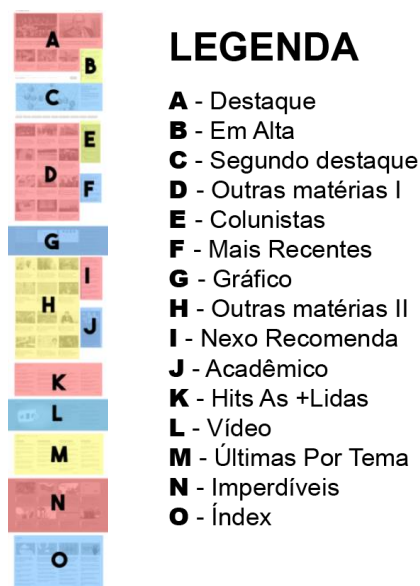 LEGENDA
A - Destaque
B - Em Alta
C - Segundo destaque
D - Outras matérias I
E - Colunistas
F - Mais Recentes
G - Gráfico
H - Outras matérias II
I - Nexo Recomenda
J - Acadêmico
K - Hits As +Lidas
L - Vídeo
M - Últimas Por Tema
N - Imperdíveis
O - Índex
A
B
C
E
D
F
G
I
H
J
K
L
M
N
O